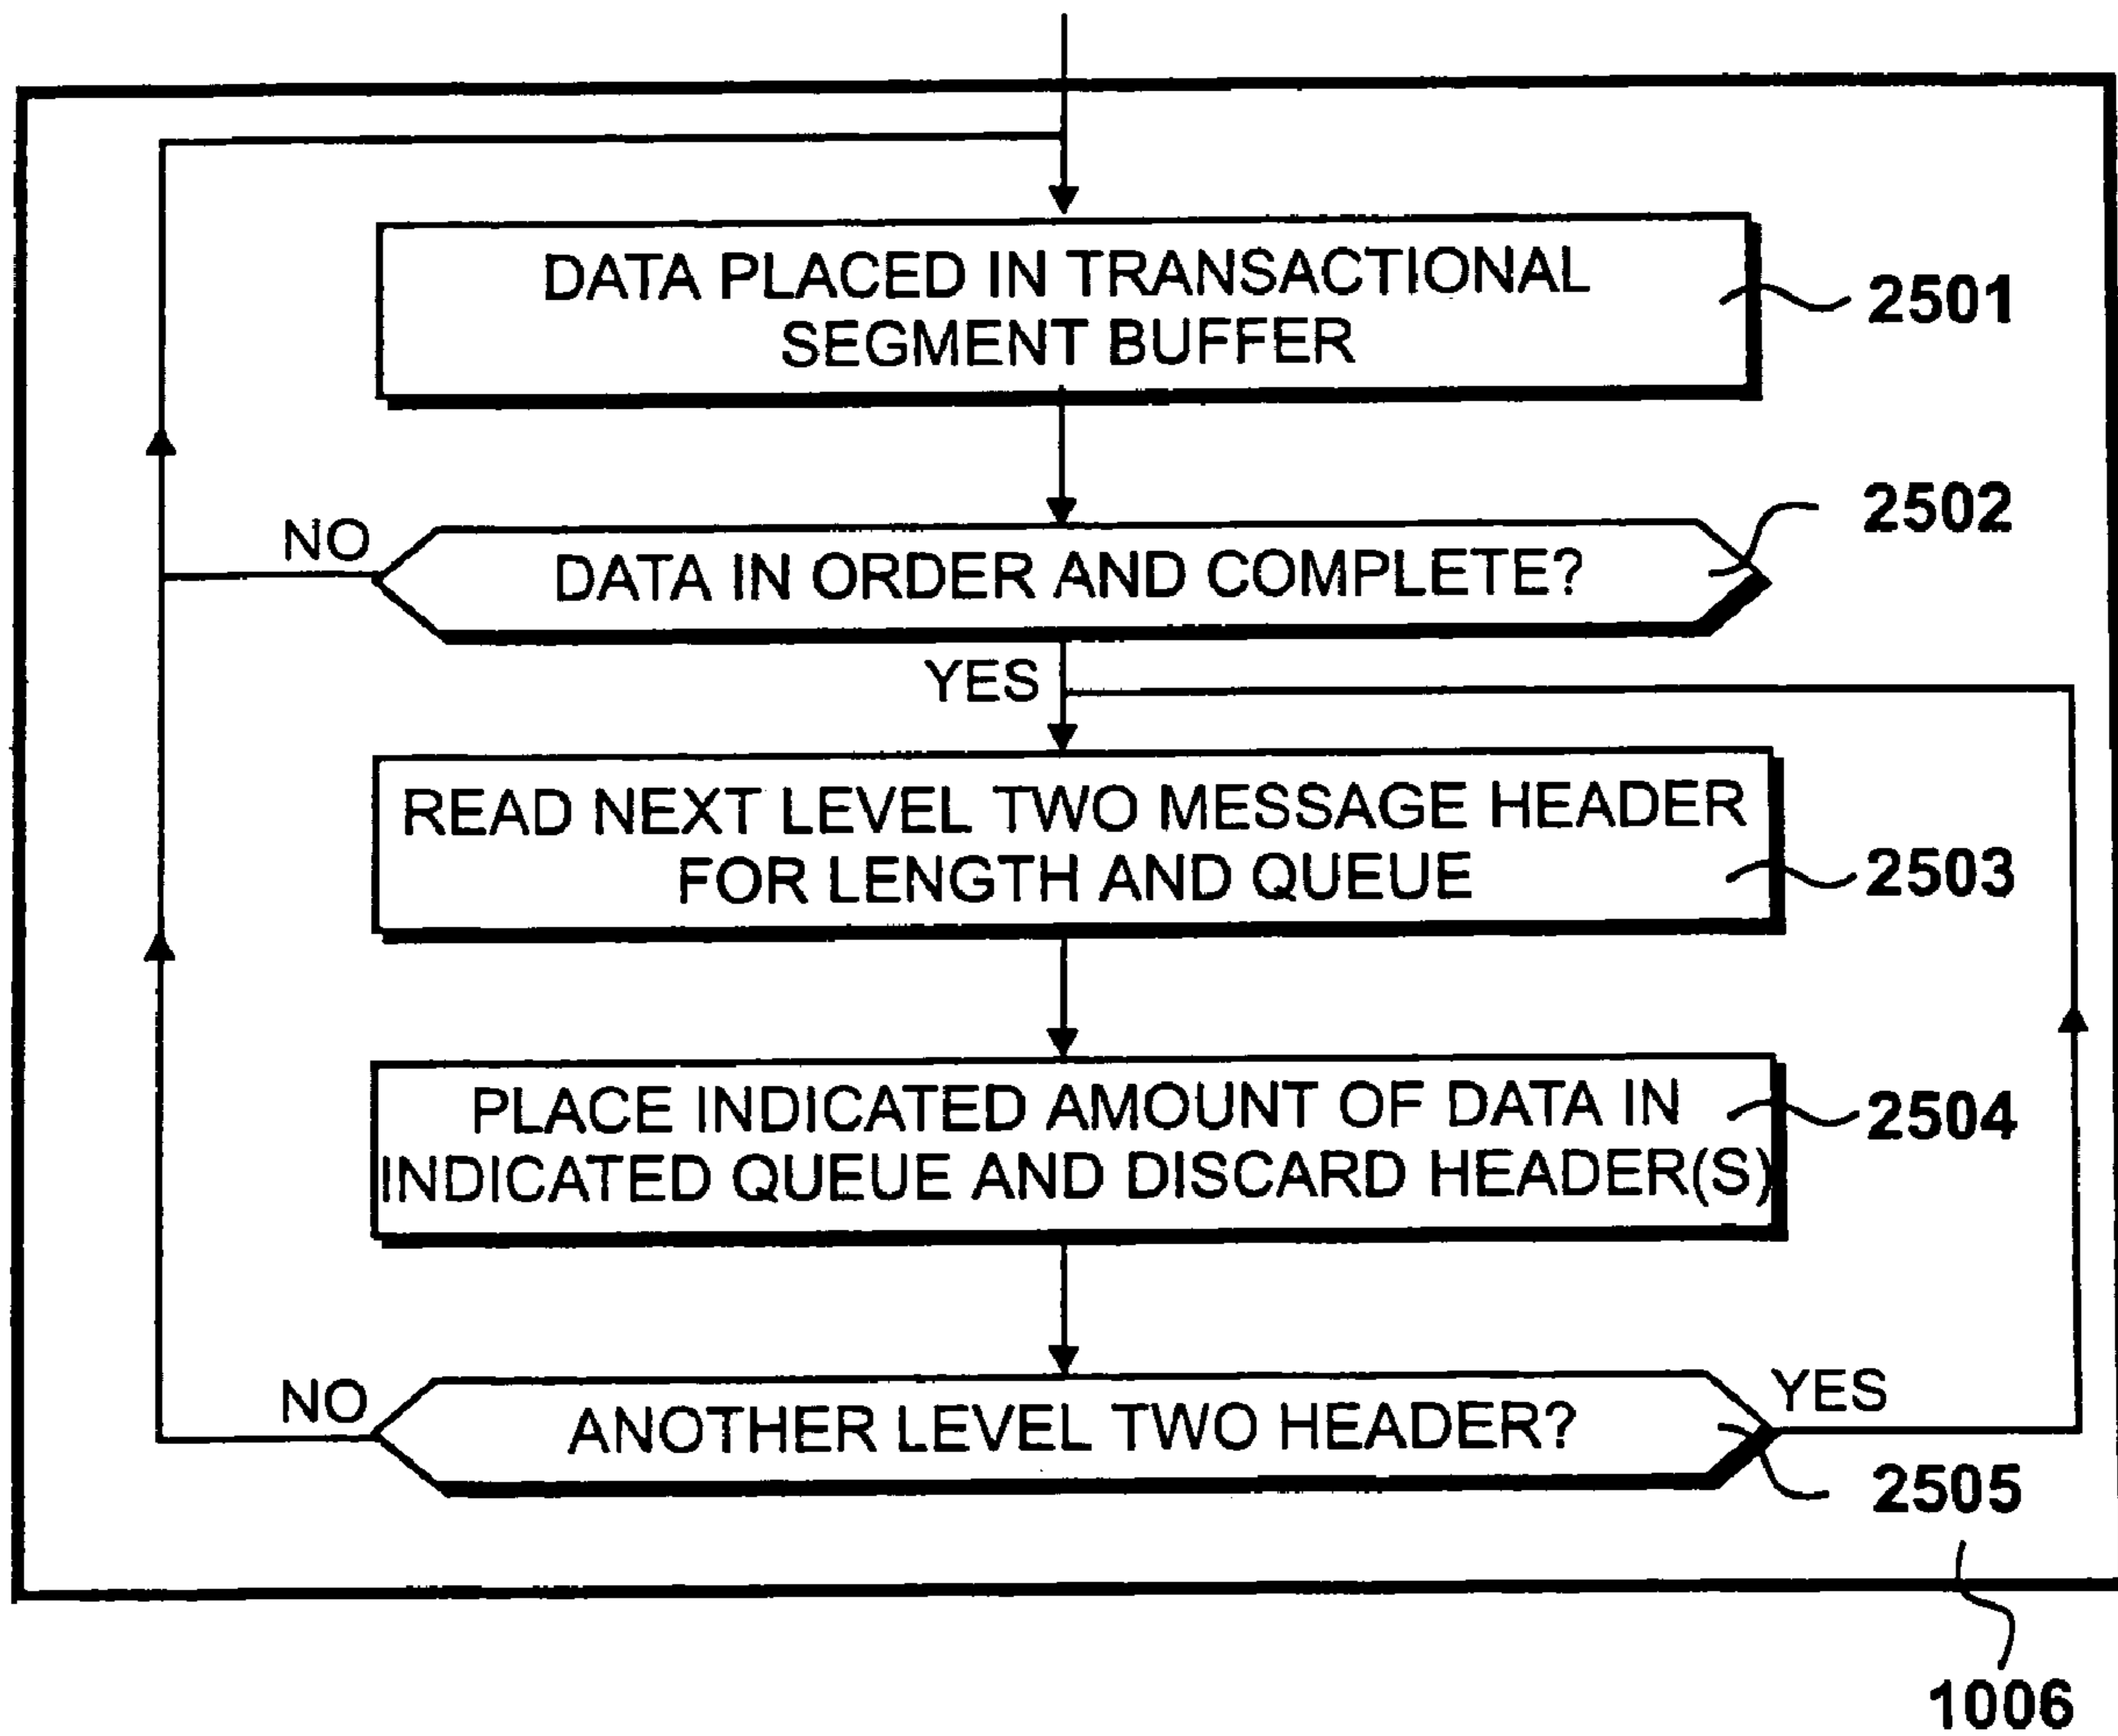 DATA PLACED IN TRANSACTIONAL
SEGMENT BUFFER
2501
2502
NO
DATA IN ORDER AND COMPLETE?
YES
READ NEXT LEVEL TWO MESSAGE HEADER
FOR LENGTH AND QUEUE
2503
PLACE INDICATED AMOUNT OF DATA IN
INDICATED QUEUE AND DISCARD HEADER(S)
2504
NO
ANOTHER LEVEL TWO HEADER?
YES
2505
1006